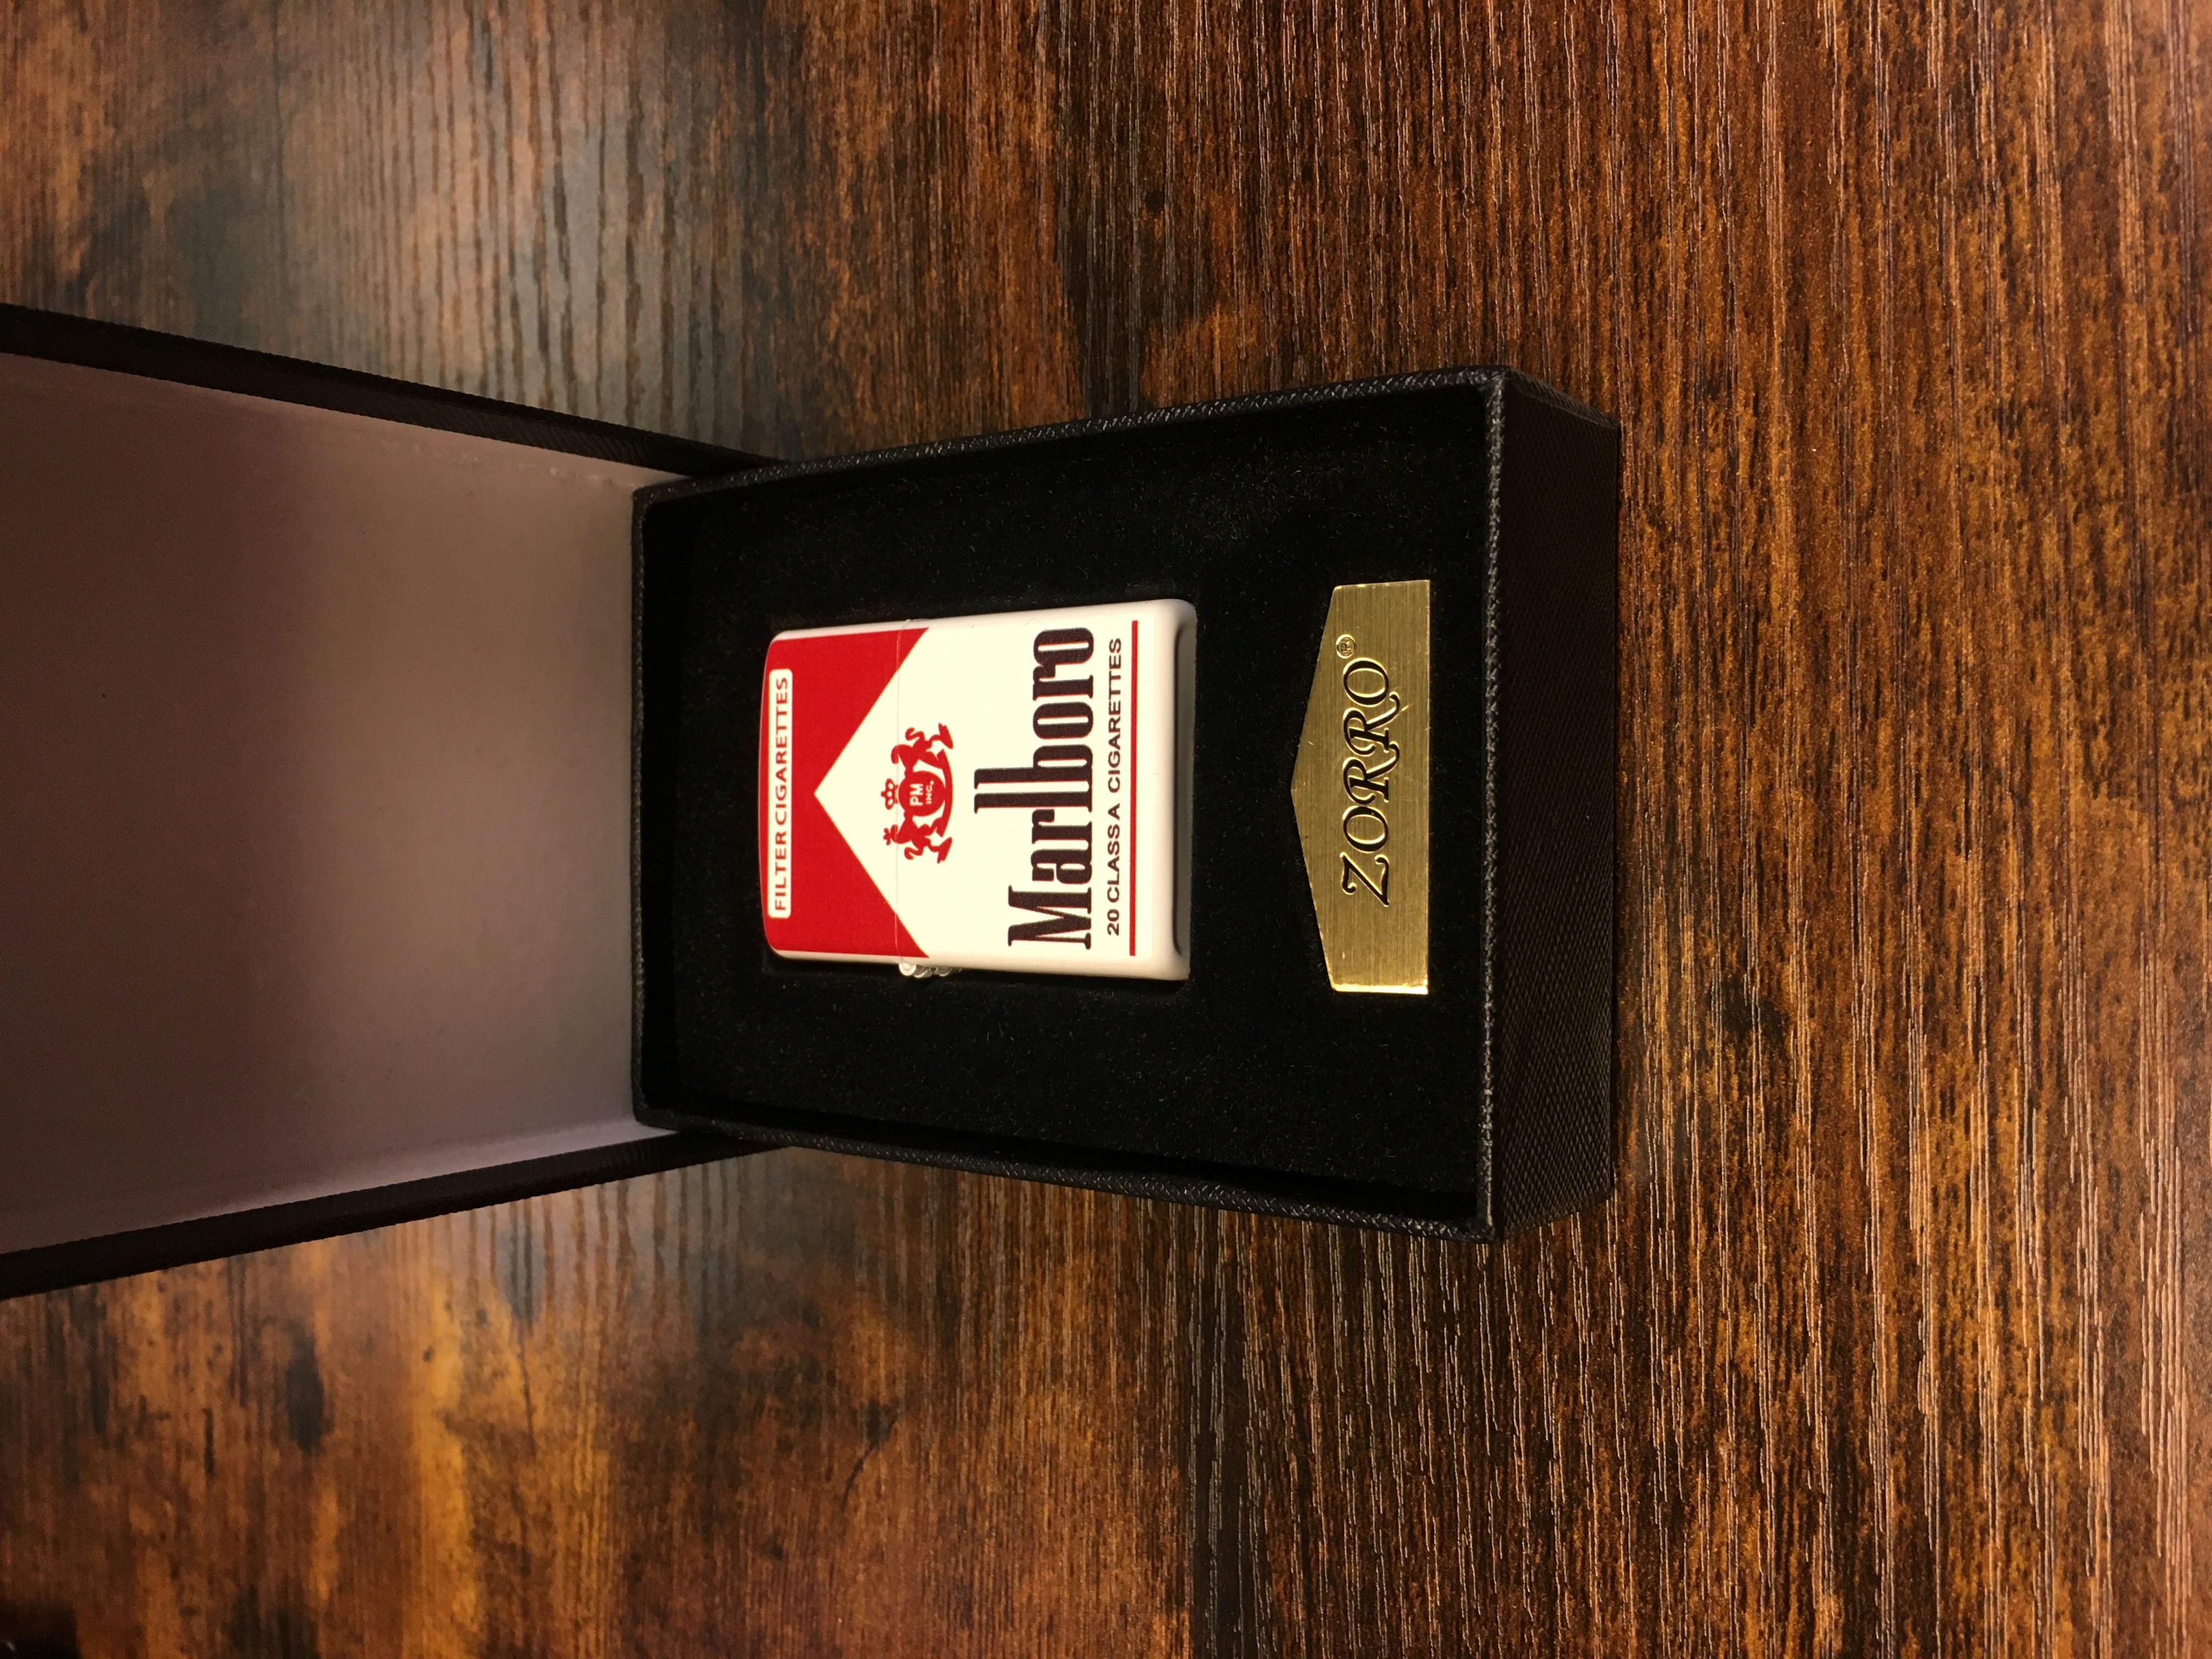 FILTER CIGARETTES
PM
INC.
Marlboro
20 CLASS A CIGARETTES
ZORRO®